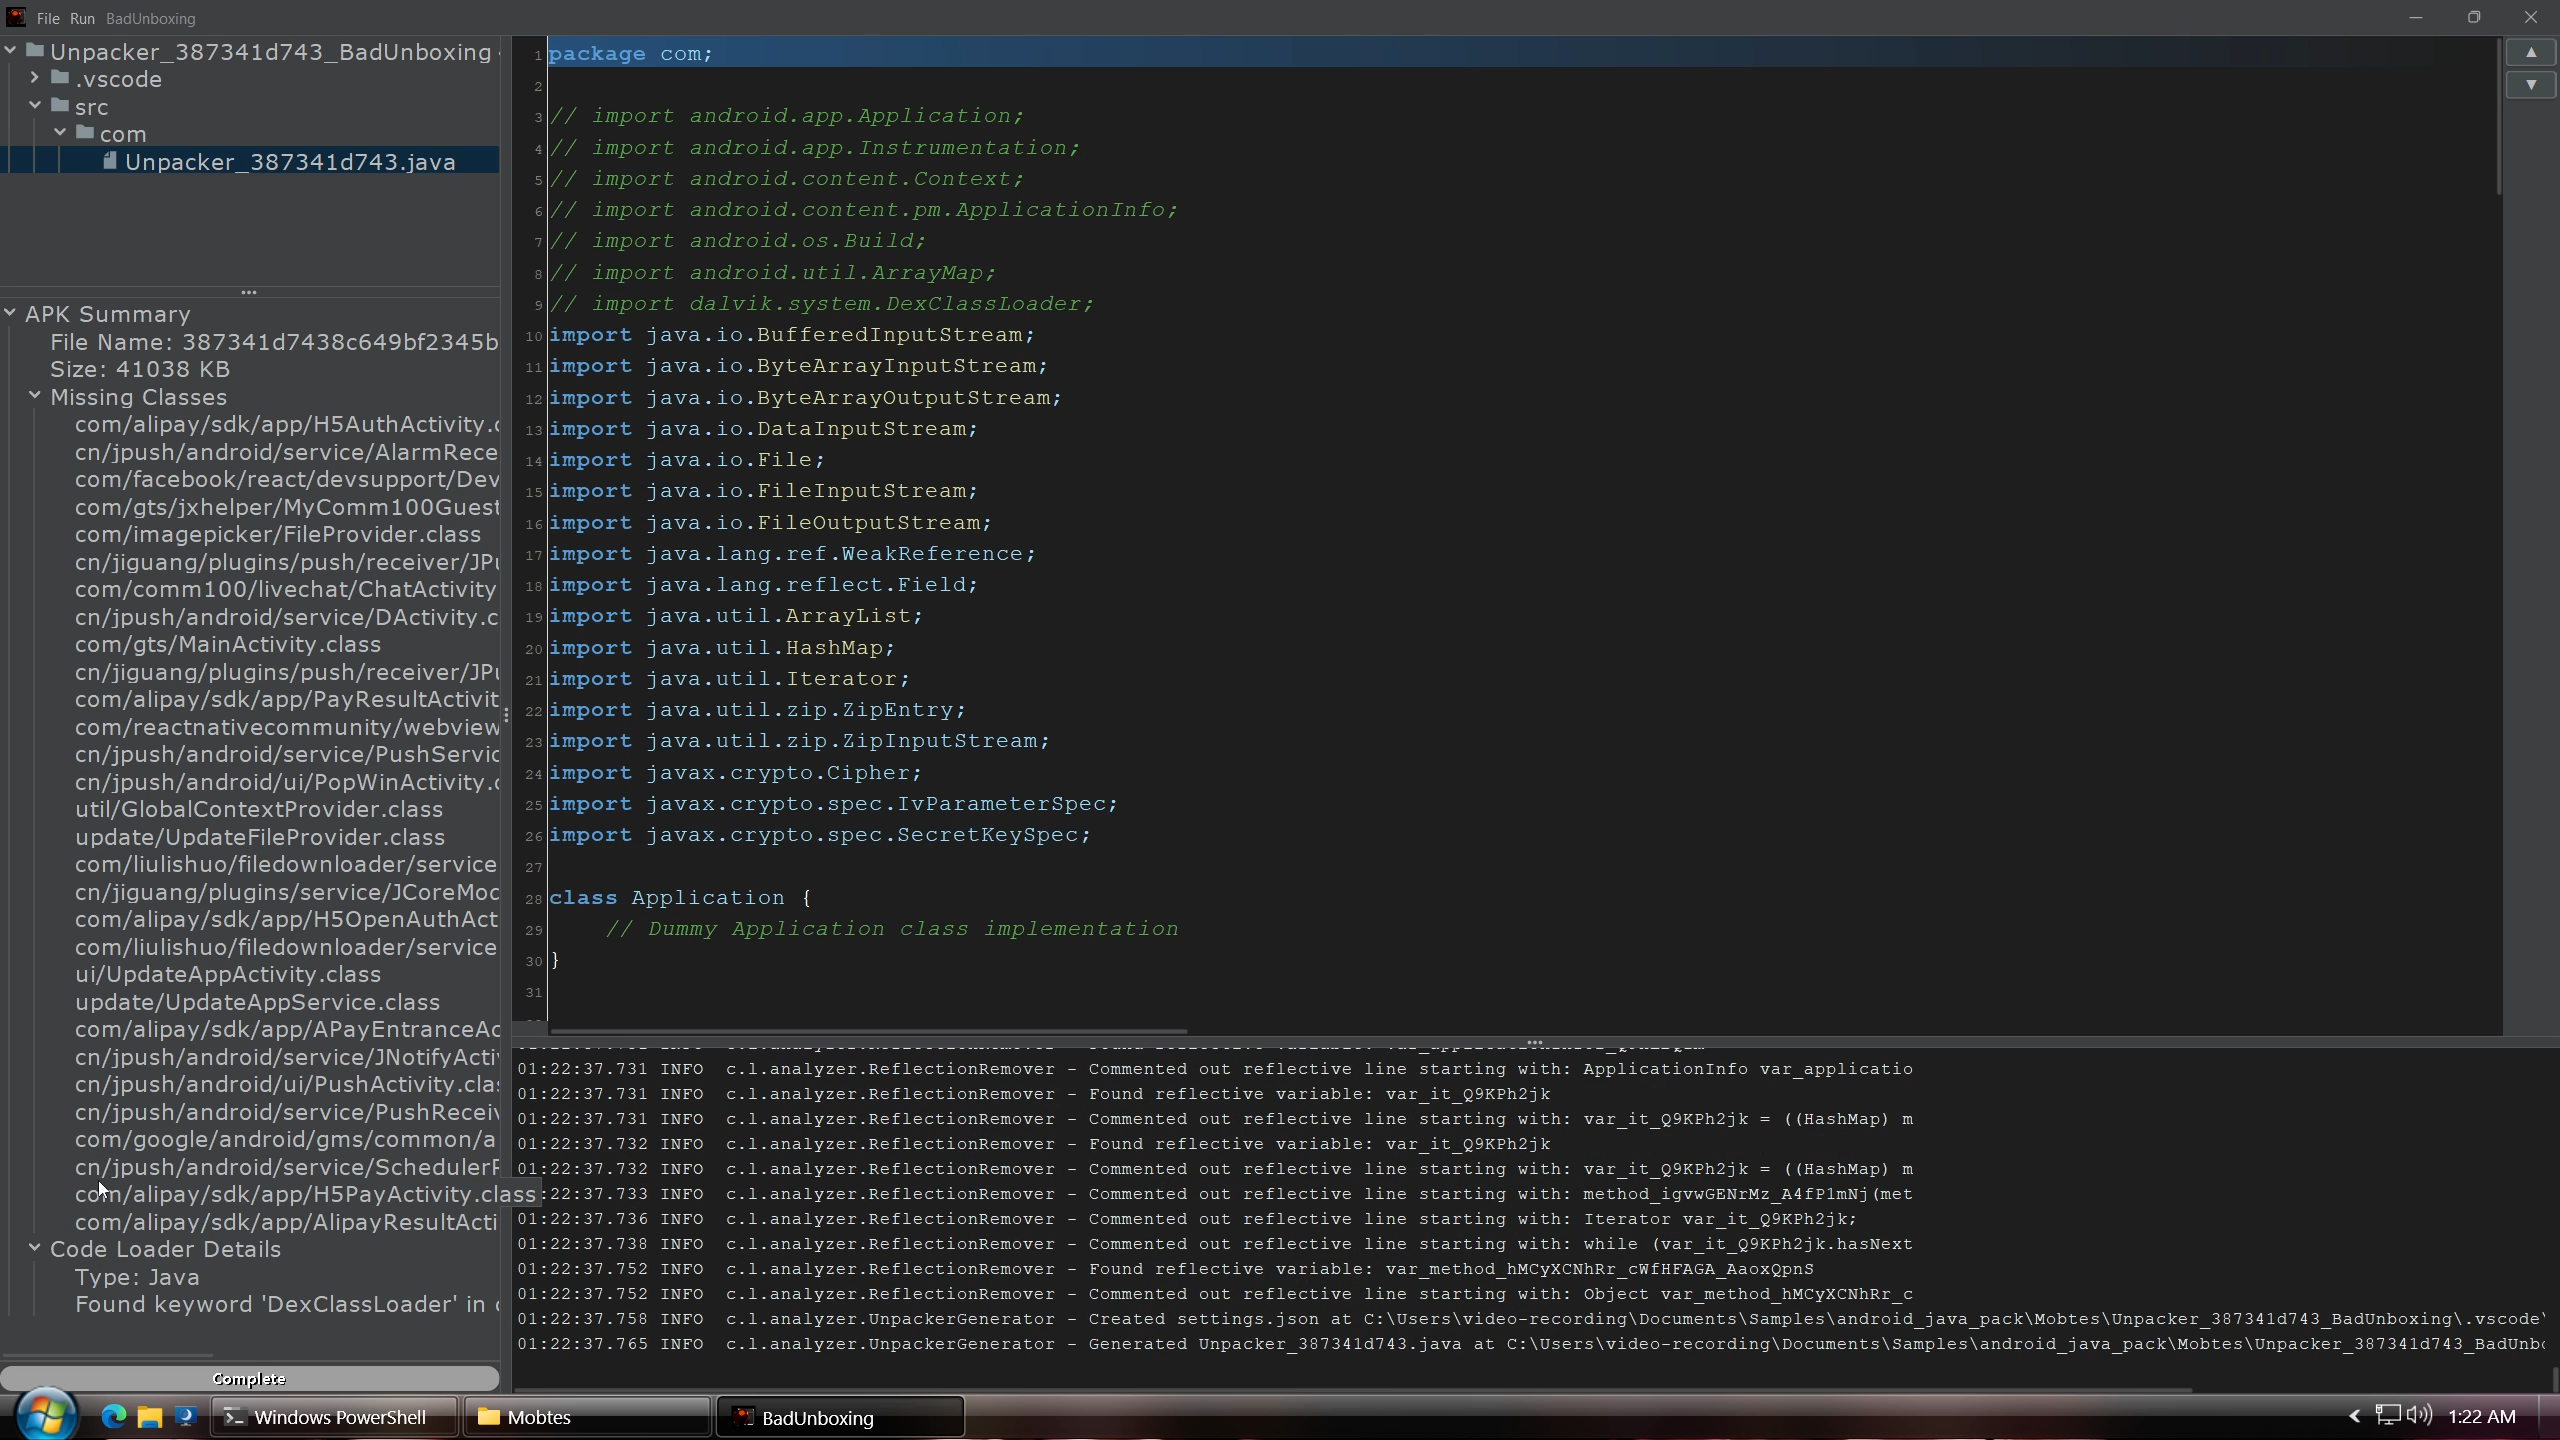 File Run BadUnboxing
Unpacker_387341d743_BadUnboxing
.vscode
src
com
Unpacker_387341d743.java
APK Summary
File Name: 387341d7438c649bf2345b
Size: 41038 KB
Missing Classes
com/alipay/sdk/app/H5AuthActivity.c
cn/jpush/android/service/AlarmRece
com/facebook/react/devsupport/Dev
com/gts/jxhelper/MyComm100Guest
com/imagepicker/FileProvider.class
cn/jiguang/plugins/push/receiver/JPu
com/comm100/livechat/ChatActivity
cn/jpush/android/service/DActivity.c
com/gts/MainActivity.class
cn/jiguang/plugins/push/receiver/JPu
com/alipay/sdk/app/PayResultActivit
com/reactnativecommunity/webview
cn/jpush/android/service/PushServic
cn/jpush/android/ui/PopWinActivity.c
util/GlobalContextProvider.class
update/UpdateFileProvider.class
com/liulishuo/filedownloader/service
cn/jiguang/plugins/service/JCoreMod
com/alipay/sdk/app/H5OpenAuthAct
com/liulishuo/filedownloader/service
ui/UpdateAppActivity.class
update/UpdateAppService.class
com/alipay/sdk/app/APayEntranceAc
cn/jpush/android/service/JNotifyActiv
cn/jpush/android/ui/PushActivity.clas
cn/jpush/android/service/PushReceiv
com/google/android/gms/common/a
cn/jpush/android/service/SchedulerR
com/alipay/sdk/app/H5PayActivity.class
com/alipay/sdk/app/AlipayResultActi
Code Loader Details
Type: Java
Found keyword 'DexClassLoader' in c
Complete
1 package com;
2
3 // import android.app.Application;
4 // import android.app.Instrumentation;
5 // import android.content.Context;
6 // import android.content.pm.ApplicationInfo;
7 // import android.os.Build;
8 // import android.util.ArrayMap;
9 // import dalvik.system.DexClassLoader;
10 import java.io.BufferedInputStream;
11 import java.io.ByteArrayInputStream;
12 import java.io.ByteArrayOutputStream;
13 import java.io.DataInputStream;
14 import java.io.File;
15 import java.io.FileInputStream;
16 import java.io.FileOutputStream;
17 import java.lang.ref.WeakReference;
18 import java.lang.reflect.Field;
19 import java.util.ArrayList;
20 import java.util.HashMap;
21 import java.util.Iterator;
22 import java.util.zip.ZipEntry;
23 import java.util.zip.ZipInputStream;
24 import javax.crypto.Cipher;
25 import javax.crypto.spec.IvParameterSpec;
26 import javax.crypto.spec.SecretKeySpec;
27
28 class Application {
29 // Dummy Application class implementation
30 }
31
01:22:37.731 INFO c.l.analyzer.ReflectionRemover - Commented out reflective line starting with: ApplicationInfo var_applicatio
01:22:37.731 INFO c.l.analyzer.ReflectionRemover - Found reflective variable: var_it_Q9KPh2jk
01:22:37.731 INFO c.l.analyzer.ReflectionRemover - Commented out reflective line starting with: var_it_Q9KPh2jk = ((HashMap) m
01:22:37.732 INFO c.l.analyzer.ReflectionRemover - Found reflective variable: var_it_Q9KPh2jk
01:22:37.732 INFO c.l.analyzer.ReflectionRemover - Commented out reflective line starting with: var_it_Q9KPh2jk = ((HashMap) m
:22:37.733 INFO c.l.analyzer.ReflectionRemover - Commented out reflective line starting with: method_igvwGENrMz_A4fP1mNj(met
01:22:37.736 INFO c.l.analyzer.ReflectionRemover - Commented out reflective line starting with: Iterator var_it_Q9KPh2jk;
01:22:37.738 INFO c.l.analyzer.ReflectionRemover - Commented out reflective line starting with: while (var_it_Q9KPh2jk.hasNext
01:22:37.752 INFO c.l.analyzer.ReflectionRemover - Found reflective variable: var_method_hMCyXCNhRr_cWfHFAGA_AaoxQpnS
01:22:37.752 INFO c.l.analyzer.ReflectionRemover - Commented out reflective line starting with: Object var_method_hMCyXCNhRr_c
01:22:37.758 INFO c.l.analyzer.UnpackerGenerator - Created settings.json at C:\Users\video-recording\Documents\Samples\android_java_pack\Mobtes\Unpacker_387341d743_BadUnboxing\.vscode\
01:22:37.765 INFO c.l.analyzer.UnpackerGenerator - Generated Unpacker_387341d743.java at C:\Users\video-recording\Documents\Samples\android_java_pack\Mobtes\Unpacker_387341d743_BadUnbo
Windows PowerShell
Mobtes
BadUnboxing
1:22 AM